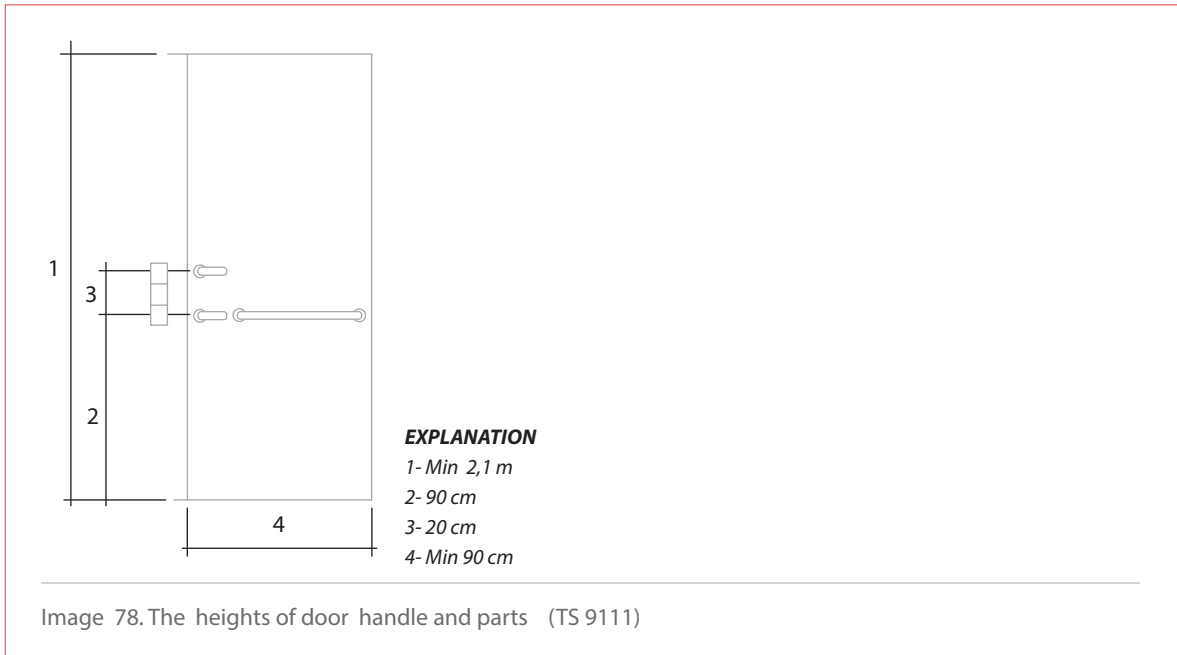 1
3
2
4
EXPLANATION
1- Min 2,1 m
2- 90 cm
3- 20 cm
4- Min 90 cm
Image 78. The heights of door handle and parts (TS 9111)